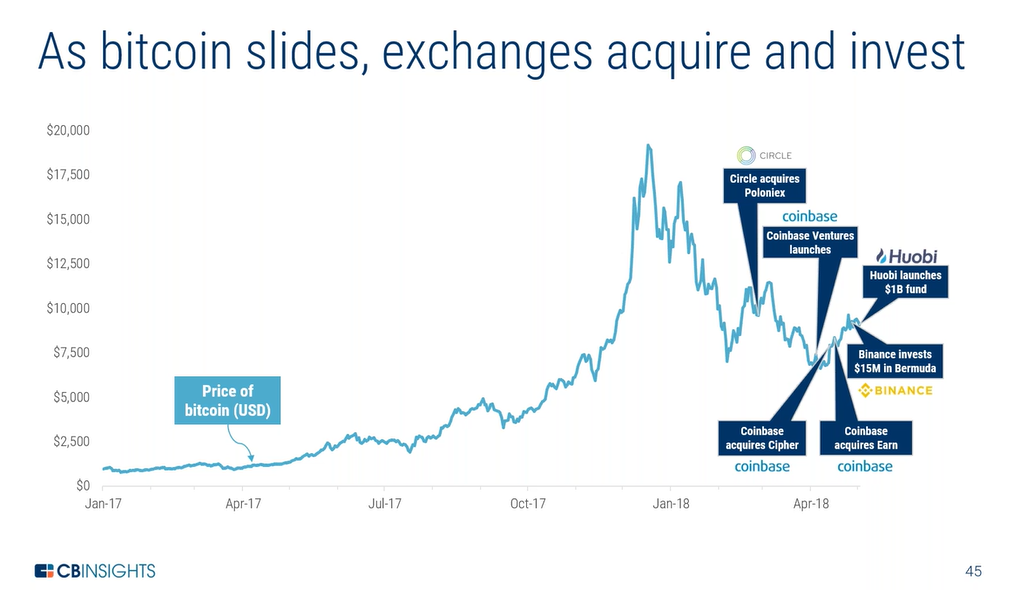 As bitcoin slides, exchanges acquire and invest
$20,000
$17,500
$15,000
$12,500
$10,000
$7,500
$5,000
$2,500
$0
Jan-17
Apr-17
Jul-17
Oct-17
Jan-18
Apr-18
Price of
bitcoin (USD)
CIRCLE
Circle acquires
Poloniex
coinbase
Coinbase Ventures
launches
Huobi
Huobi launches
$1B fund
Binance invests
$15M in Bermuda
BINANCE
Coinbase
acquires Cipher
coinbase
Coinbase
acquires Earn
coinbase
CBINSIGHTS
45